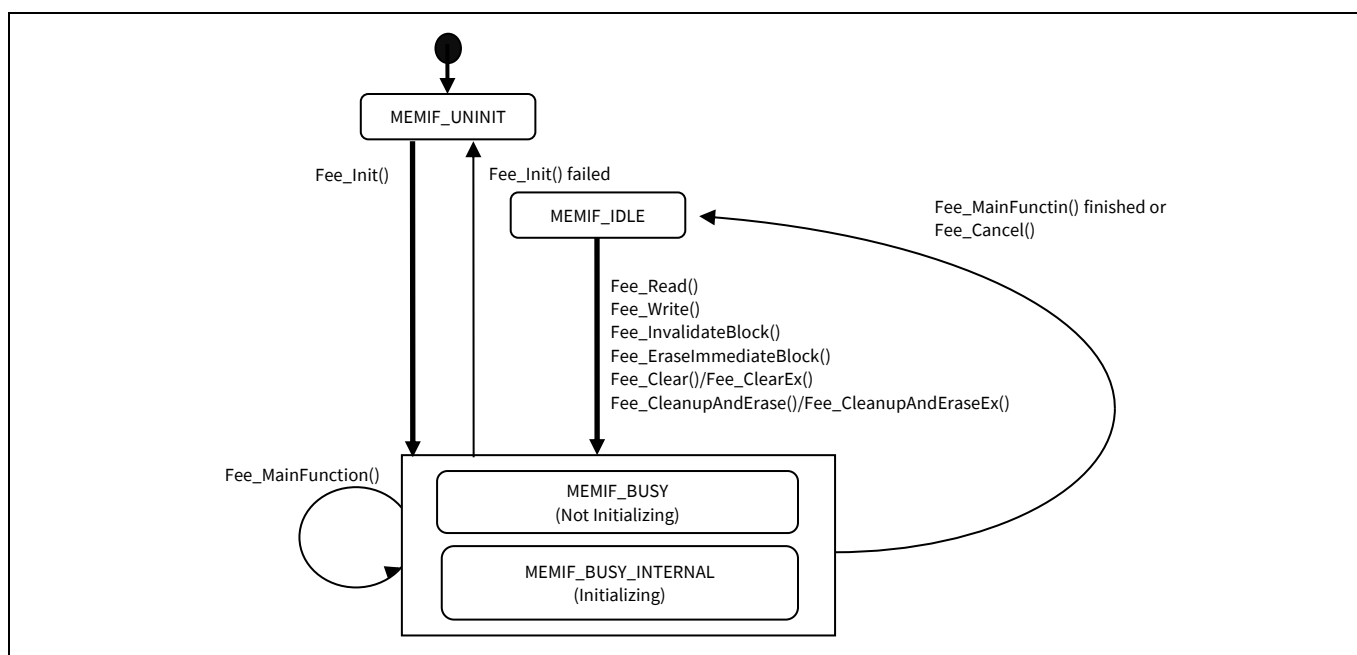 MEMIF_UNINIT
Fee_Init()
Fee_Init() failed
MEMIF_IDLE
Fee_MainFunctin() finished or
Fee_Cancel()
Fee_Read()
Fee_Write()
Fee_InvalidateBlock()
Fee_EraseImmediateBlock()
Fee_Clear()/Fee_ClearEx()
Fee_CleanupAndErase()/Fee_CleanupAndEraseEx()
Fee_MainFunction()
MEMIF_BUSY
(Not Initializing)
MEMIF_BUSY_INTERNAL
(Initializing)